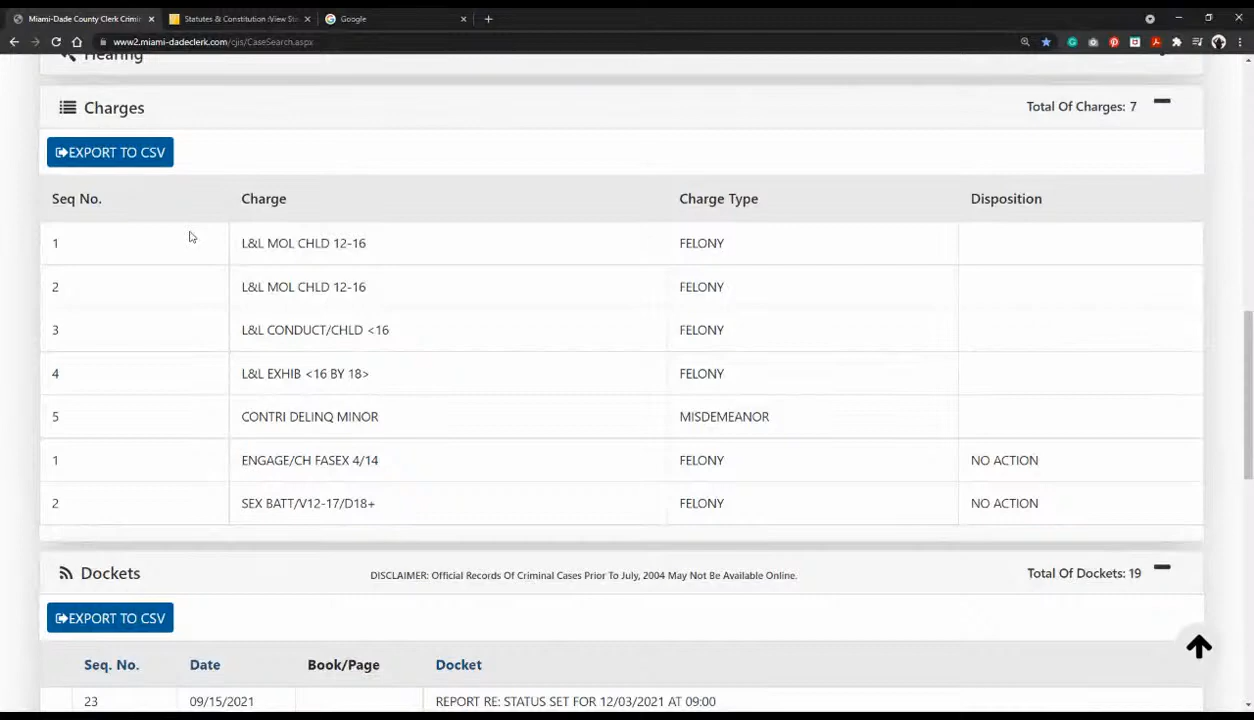 Miami-Dade County Clerk Crimin
Statutes & Constitution :View Sta
Google
www2.miami-dadeclerk.com/cjis/CaseSearch.aspx
Hearing
Charges
Total Of Charges: 7
EXPORT TO CSV
Seq No. Charge Charge Type Disposition
1 L&L MOL CHLD 12-16 FELONY
2 L&L MOL CHLD 12-16 FELONY
3 L&L CONDUCT/CHLD <16 FELONY
4 L&L EXHIB <16 BY 18> FELONY
5 CONTRI DELINQ MINOR MISDEMEANOR
1 ENGAGE/CH FASEX 4/14 FELONY NO ACTION
2 SEX BATT/V12-17/D18+ FELONY NO ACTION
Dockets
DISCLAIMER: Official Records Of Criminal Cases Prior To July, 2004 May Not Be Available Online.
Total Of Dockets: 19
EXPORT TO CSV
Seq. No. Date Book/Page Docket
23 09/15/2021 REPORT RE: STATUS SET FOR 12/03/2021 AT 09:00